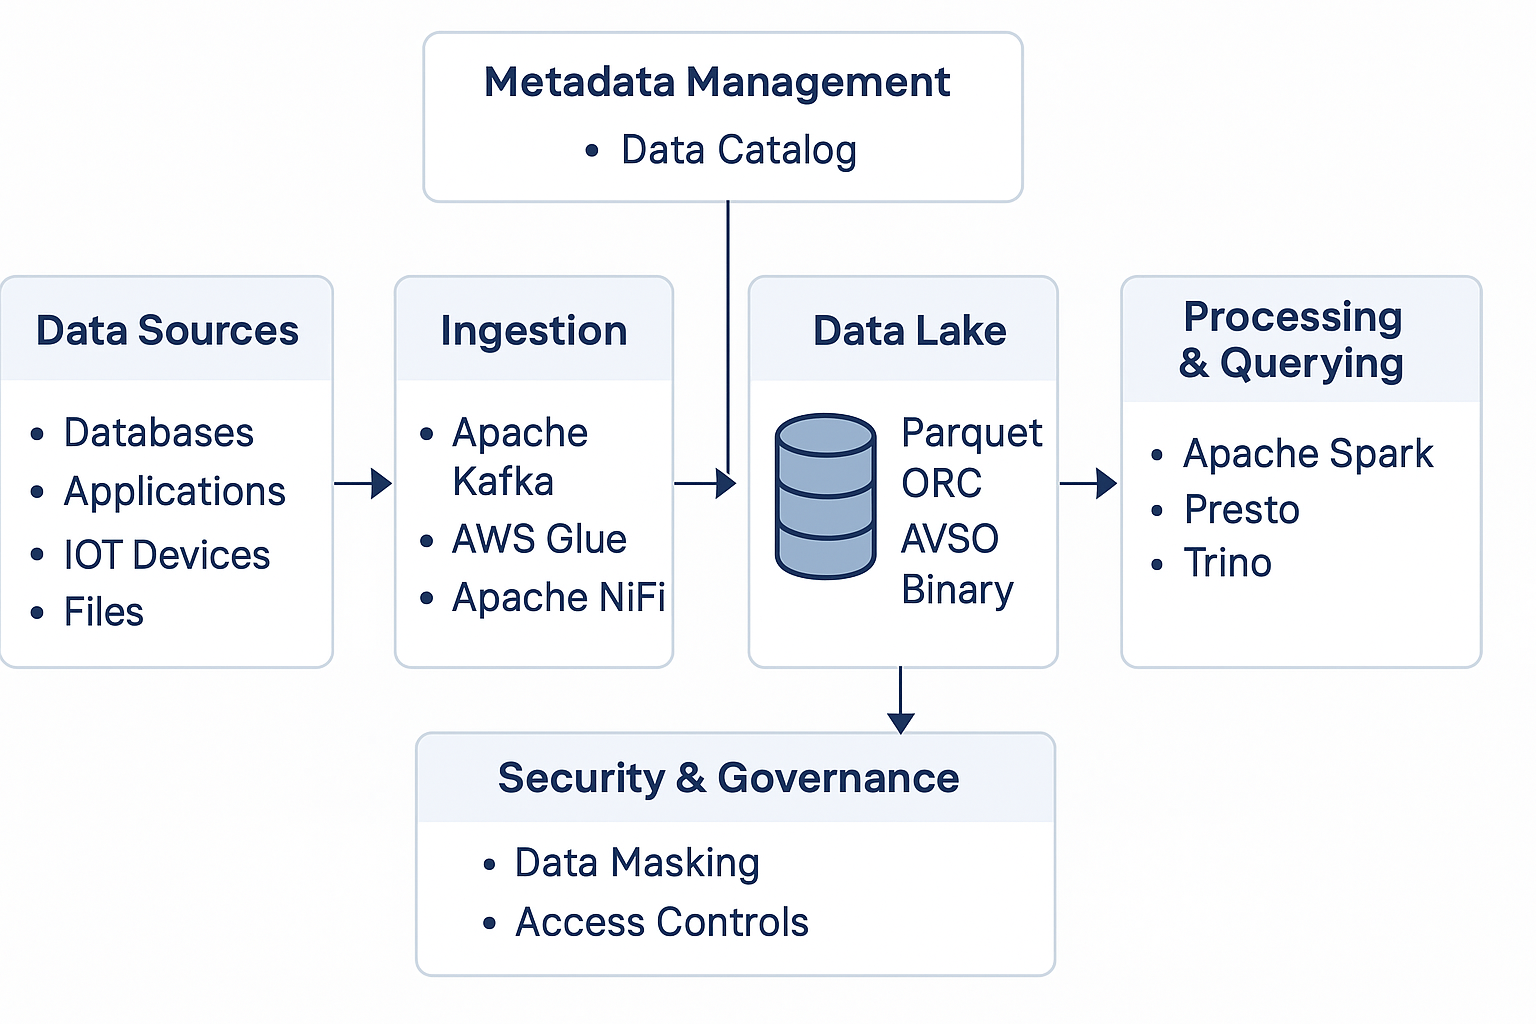 Metadata Management
• Data Catalog
Data Sources
• Databases
• Applications
• IOT Devices
• Files
Ingestion
• Apache
Kafka
• AWS Glue
• Apache NiFi
Data Lake
Parquet
ORC
AVSO
Binary
Processing
& Querying
• Apache Spark
• Presto
• Trino
Security & Governance
• Data Masking
• Access Controls